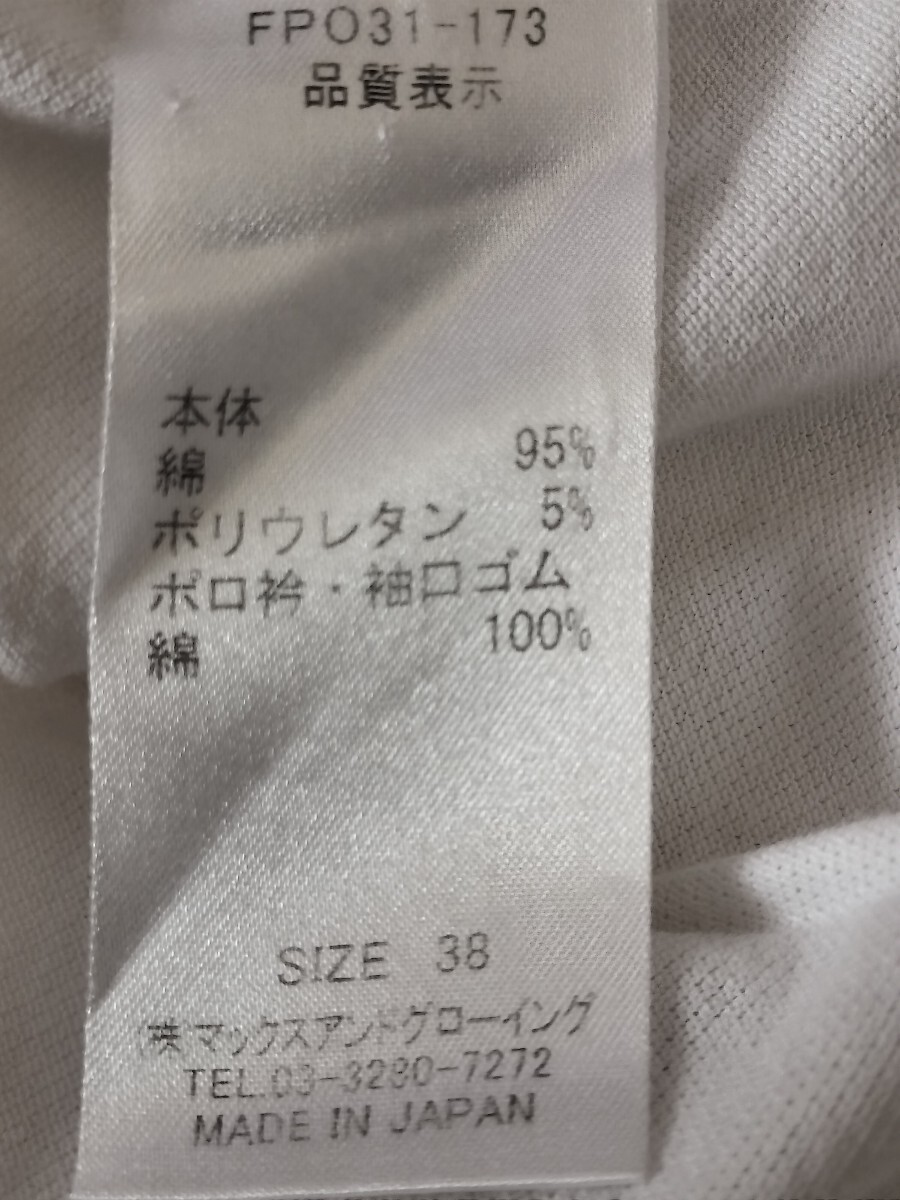 FPO31-173
品質表示
本体
綿 95%
ポリウレタン 5%
ポロ衿・袖口ゴム
綿 100%
SIZE 38
(株)マックスアンドグローイング
TEL.03-3280-7272
MADE IN JAPAN